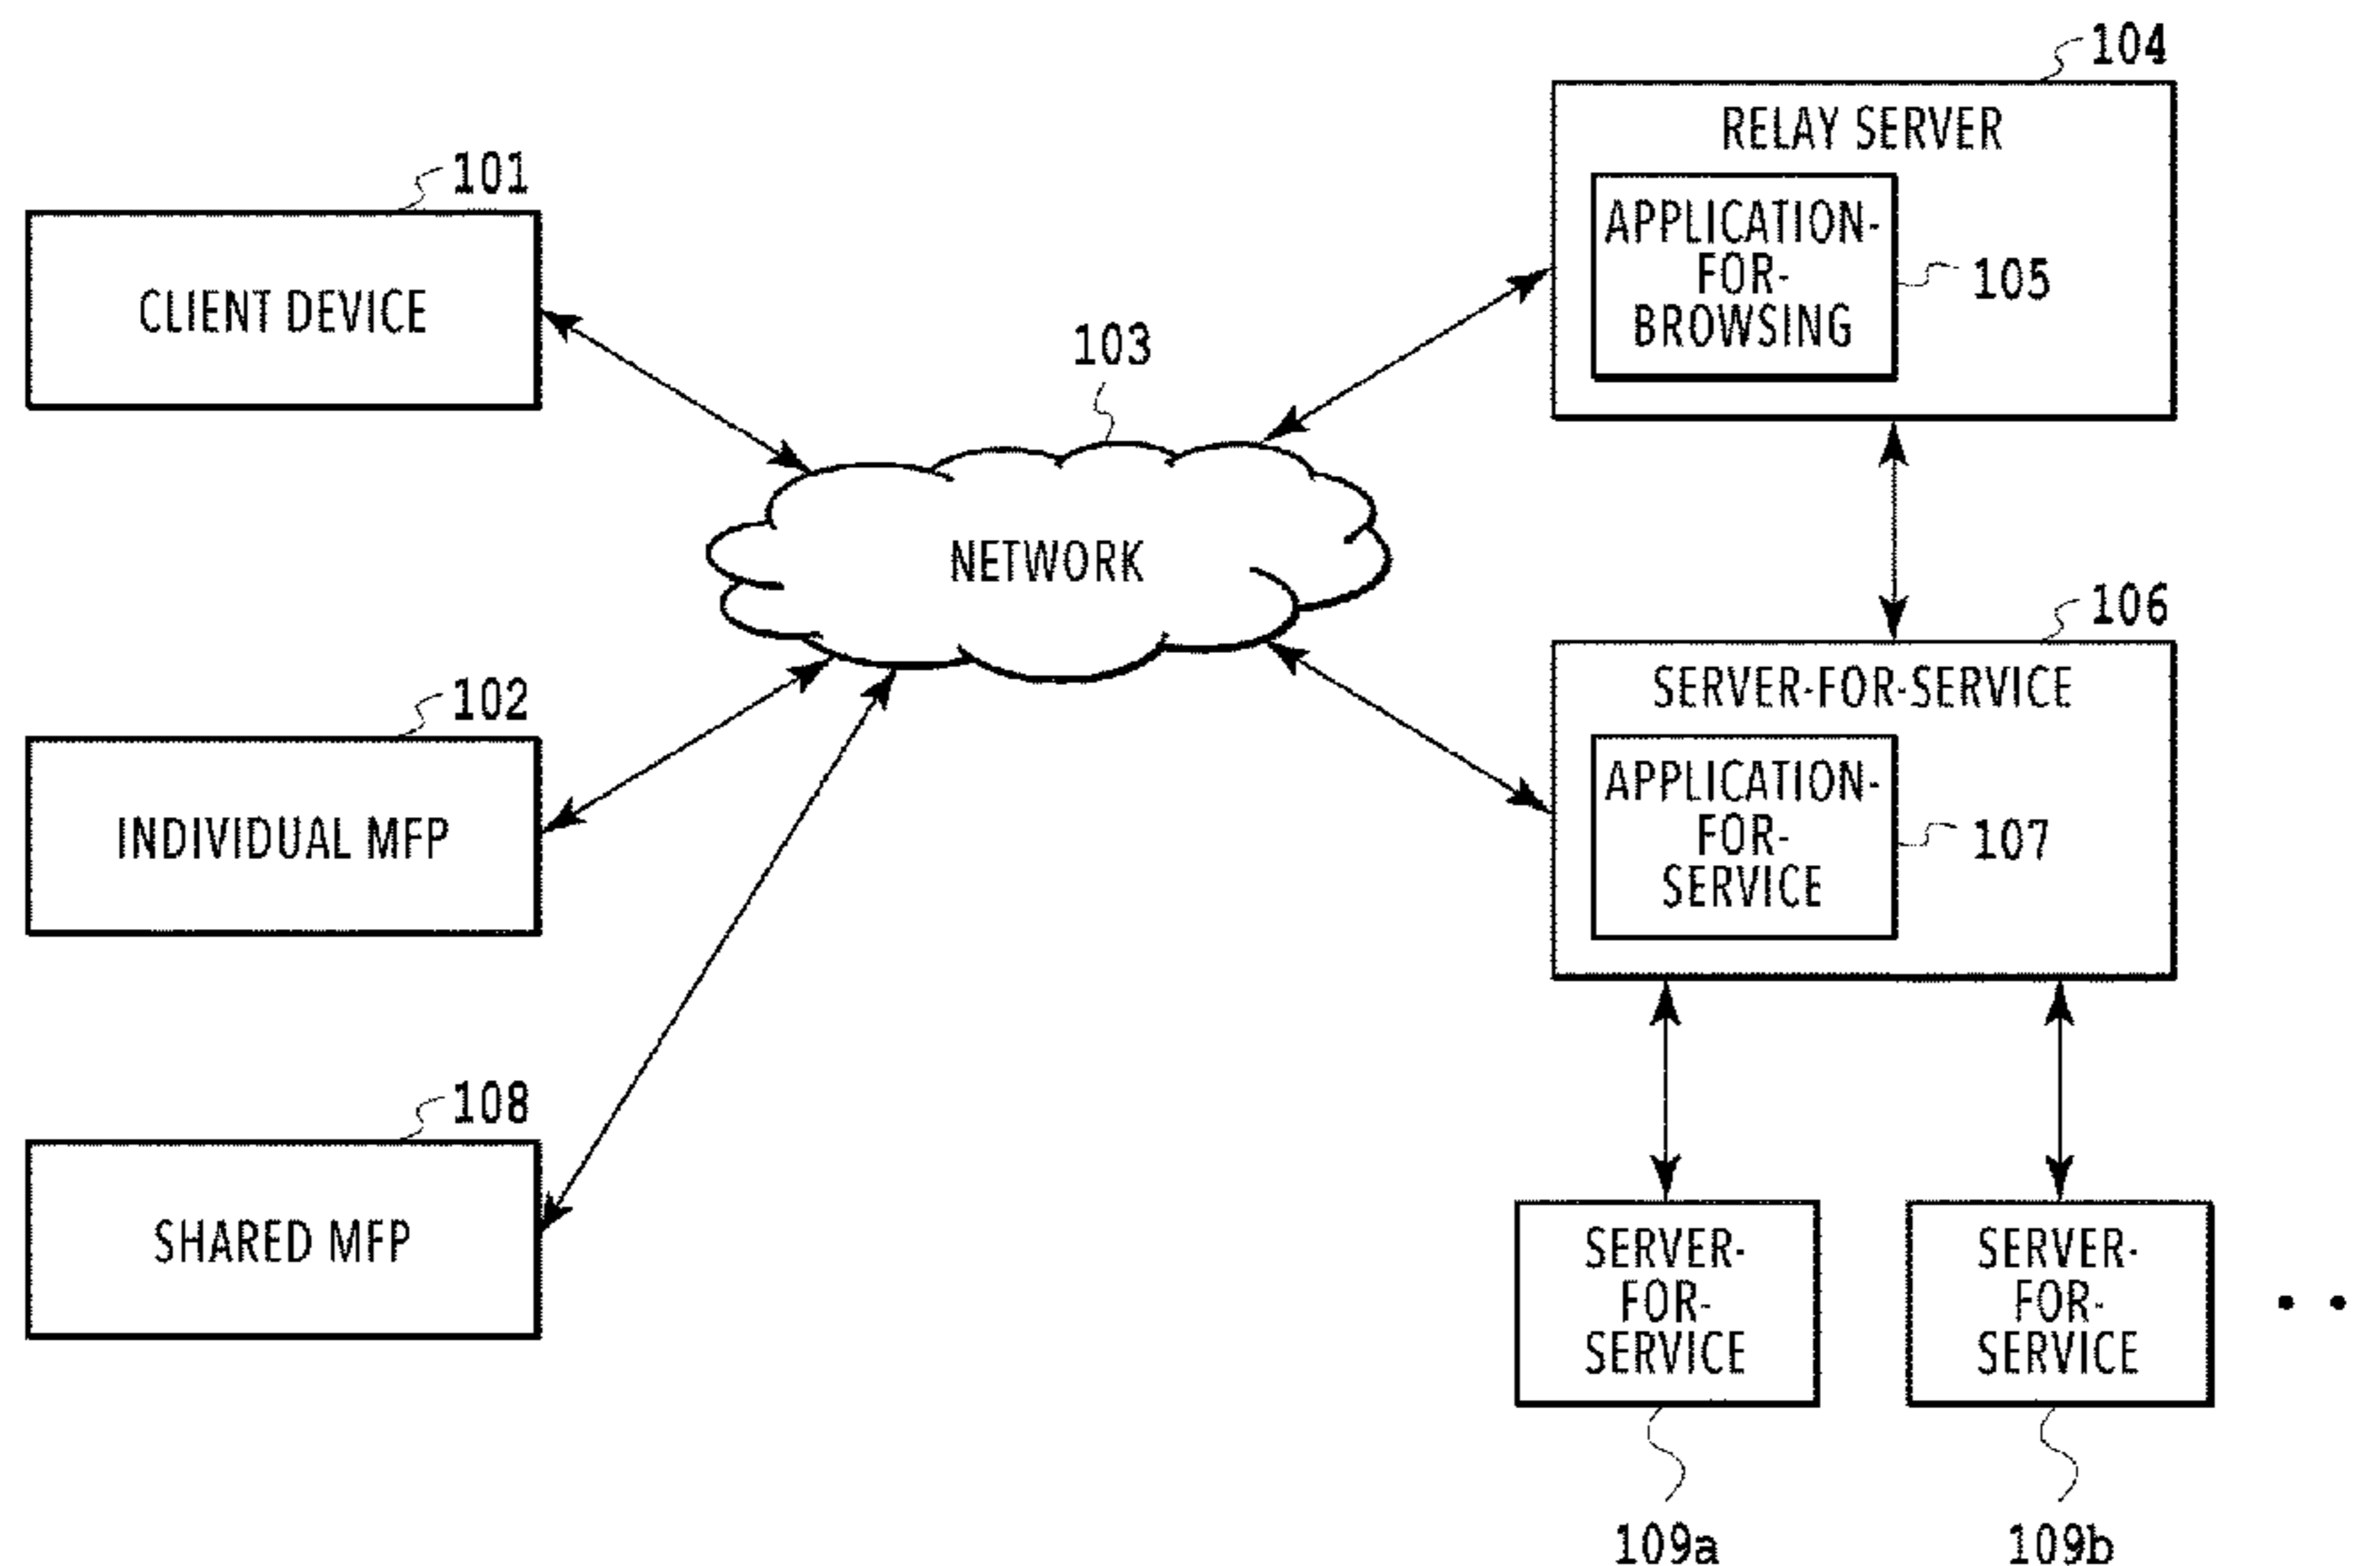 104
RELAY SERVER
APPLICATION-
FOR-
BROWSING
105
101
CLIENT DEVICE
103
NETWORK
106
SERVER-FOR-SERVICE
APPLICATION-
FOR-
SERVICE
107
102
INDIVIDUAL MFP
108
SHARED MFP
SERVER-
FOR-
SERVICE
109a
SERVER-
FOR-
SERVICE
109b